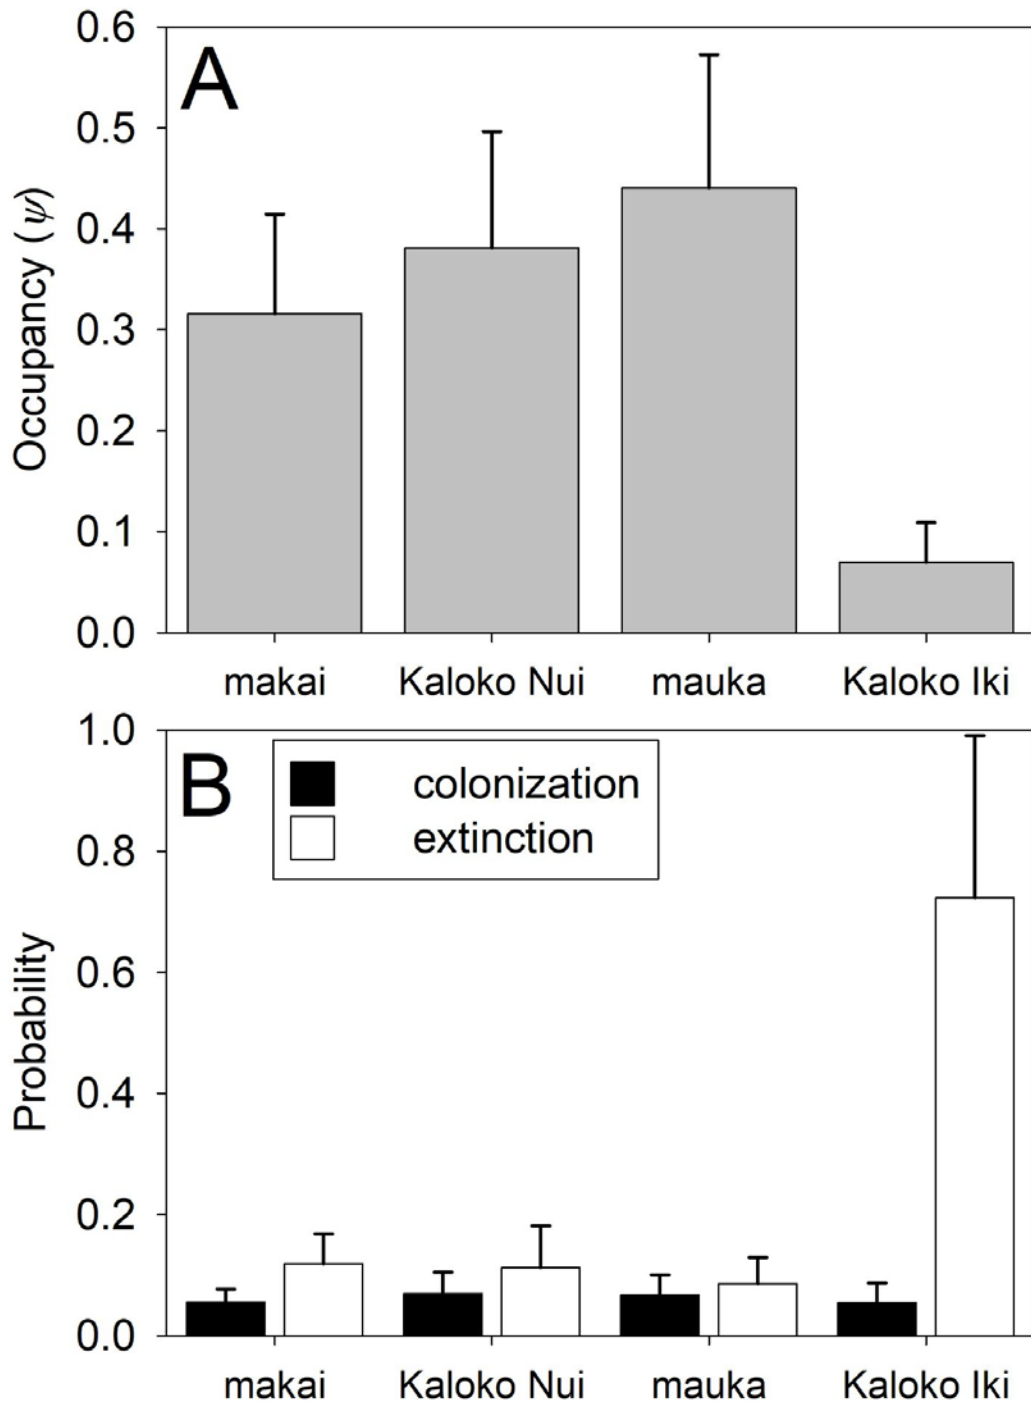 A
Occupancy (ψ)
0.6
0.5
0.4
0.3
0.2
0.1
0.0
makai Kaloko Nui mauka Kaloko Iki
B
colonization
extinction
Probability
1.0
0.8
0.6
0.4
0.2
0.0
makai Kaloko Nui mauka Kaloko Iki